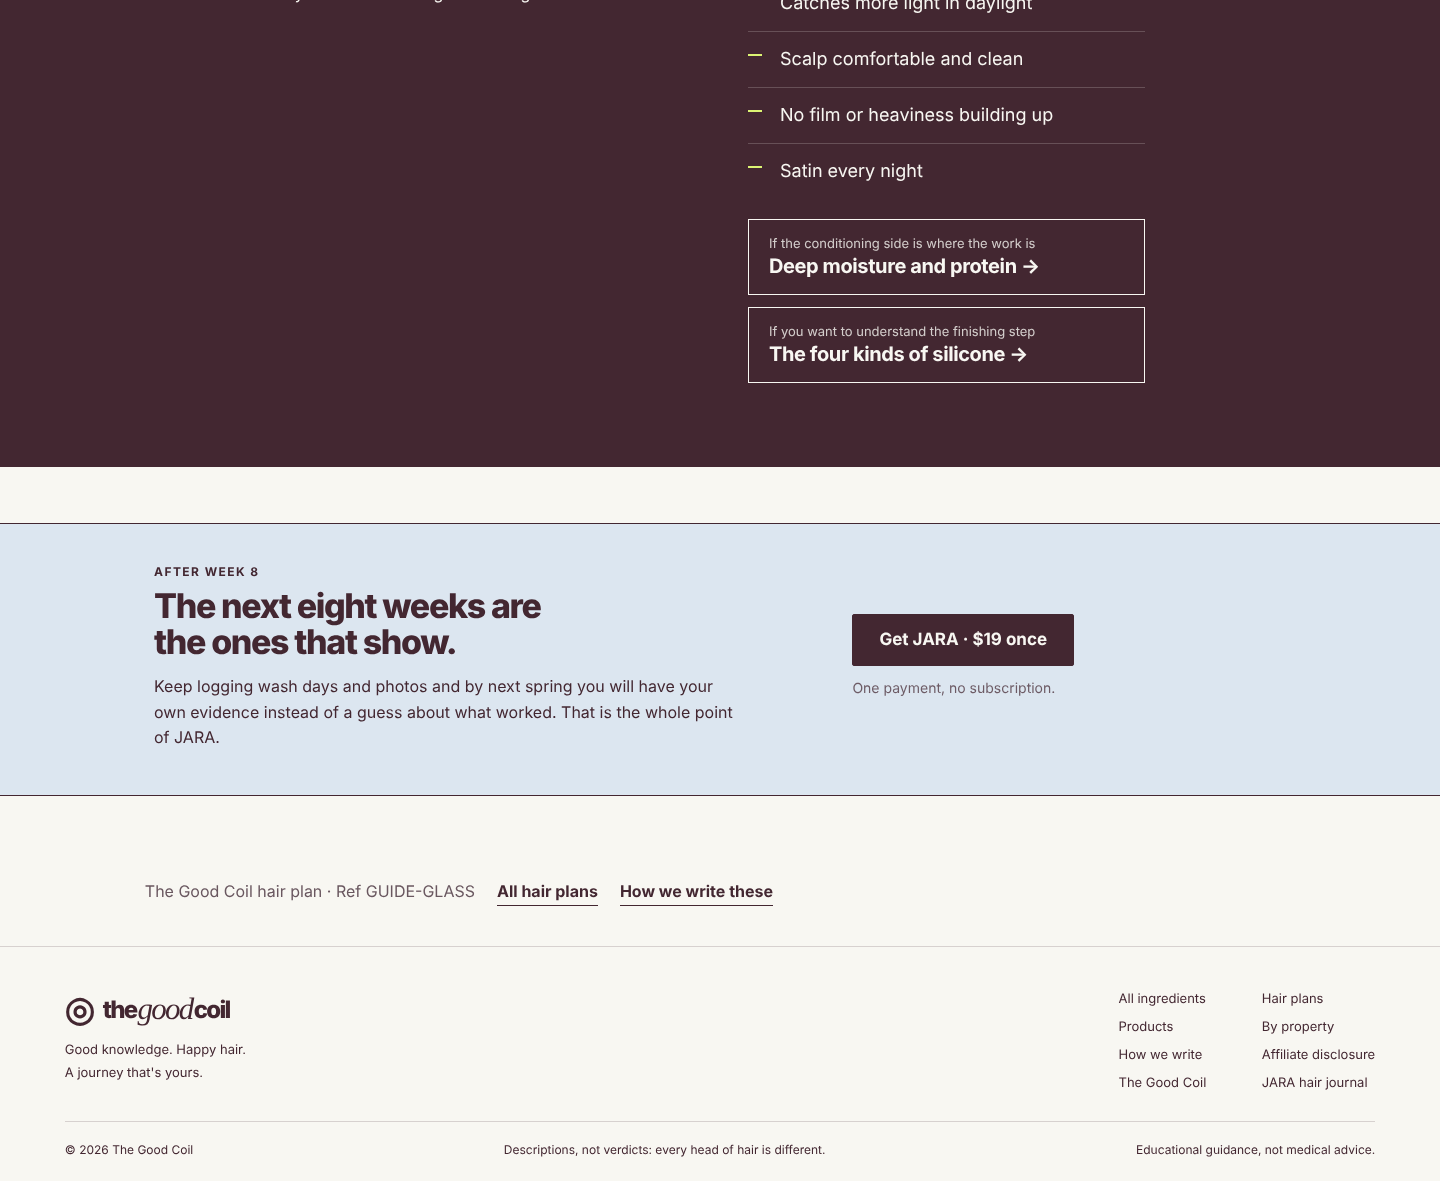 Catches more light in daylight
Scalp comfortable and clean
No film or heaviness building up
Satin every night
If the conditioning side is where the work is
Deep moisture and protein →
If you want to understand the finishing step
The four kinds of silicone →
AFTER WEEK 8
The next eight weeks are
the ones that show.
Keep logging wash days and photos and by next spring you will have your
own evidence instead of a guess about what worked. That is the whole point
of JARA.
Get JARA · $19 once
One payment, no subscription.
The Good Coil hair plan · Ref GUIDE-GLASS All hair plans How we write these
thegoodcoil
Good knowledge. Happy hair.
A journey that's yours.
All ingredients
Products
How we write
The Good Coil
Hair plans
By property
Affiliate disclosure
JARA hair journal
© 2026 The Good Coil
Descriptions, not verdicts: every head of hair is different.
Educational guidance, not medical advice.